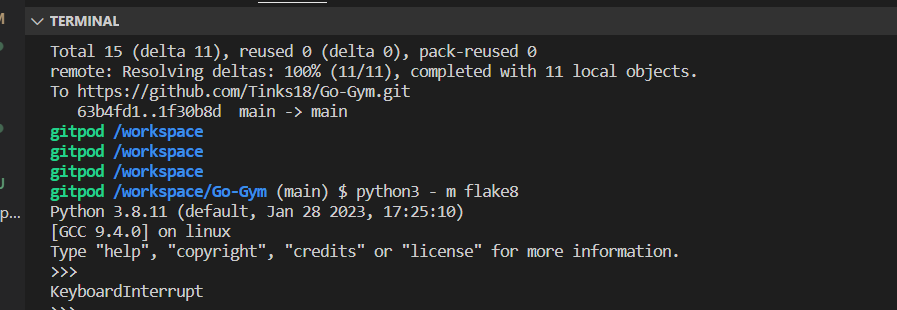 TERMINAL
Total 15 (delta 11), reused 0 (delta 0), pack-reused 0
remote: Resolving deltas: 100% (11/11), completed with 11 local objects.
To https://github.com/Tinks18/Go-Gym.git
63b4fd1..1f30b8d main -> main
gitpod /workspace
gitpod /workspace
gitpod /workspace
gitpod /workspace/Go-Gym (main) $ python3 - m flake8
Python 3.8.11 (default, Jan 28 2023, 17:25:10)
[GCC 9.4.0] on linux
Type "help", "copyright", "credits" or "license" for more information.
>>>
KeyboardInterrupt
>>>